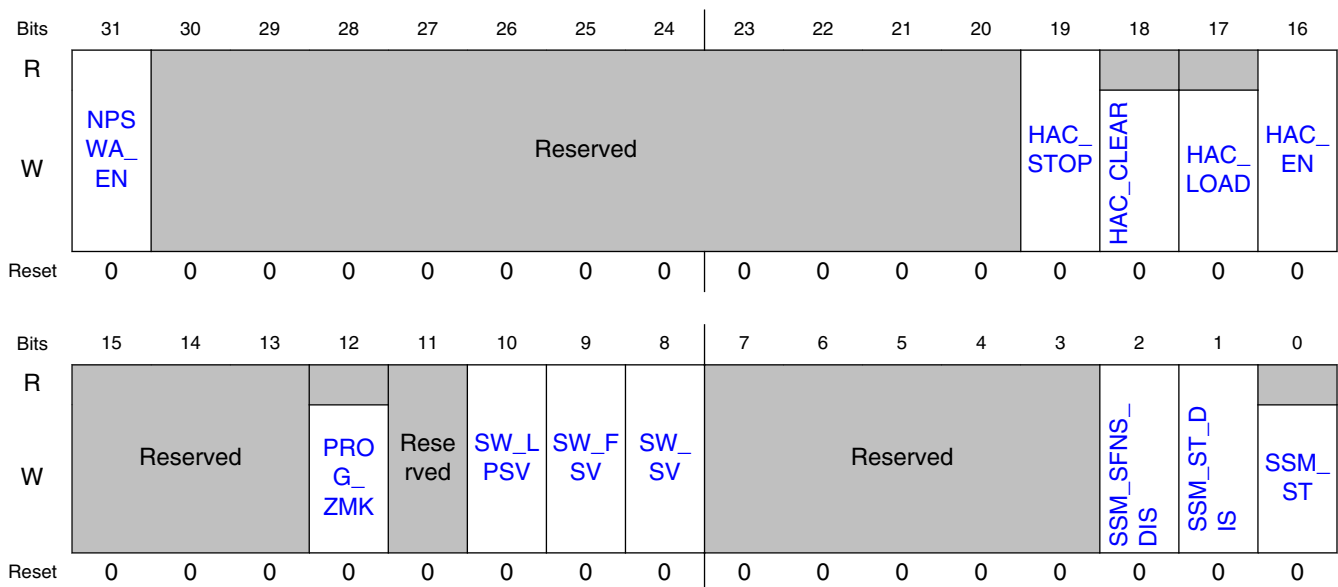 Bits 31 30 29 28 27 26 25 24 23 22 21 20 19 18 17 16
R
W
NPS
WA_
EN
Reserved
HAC_
STOP
HAC_CLEAR
HAC_
LOAD
HAC_
EN
Reset 0 0 0 0 0 0 0 0 0 0 0 0 0 0 0 0
Bits 15 14 13 12 11 10 9 8 7 6 5 4 3 2 1 0
R
W
Reserved
PRO
G_
ZMK
Rese
rved
SW_L
PSV
SW_F
SV
SW_
SV
Reserved
SSM_SFNS_
DIS
SSM_ST_D
IS
SSM_
ST
Reset 0 0 0 0 0 0 0 0 0 0 0 0 0 0 0 0